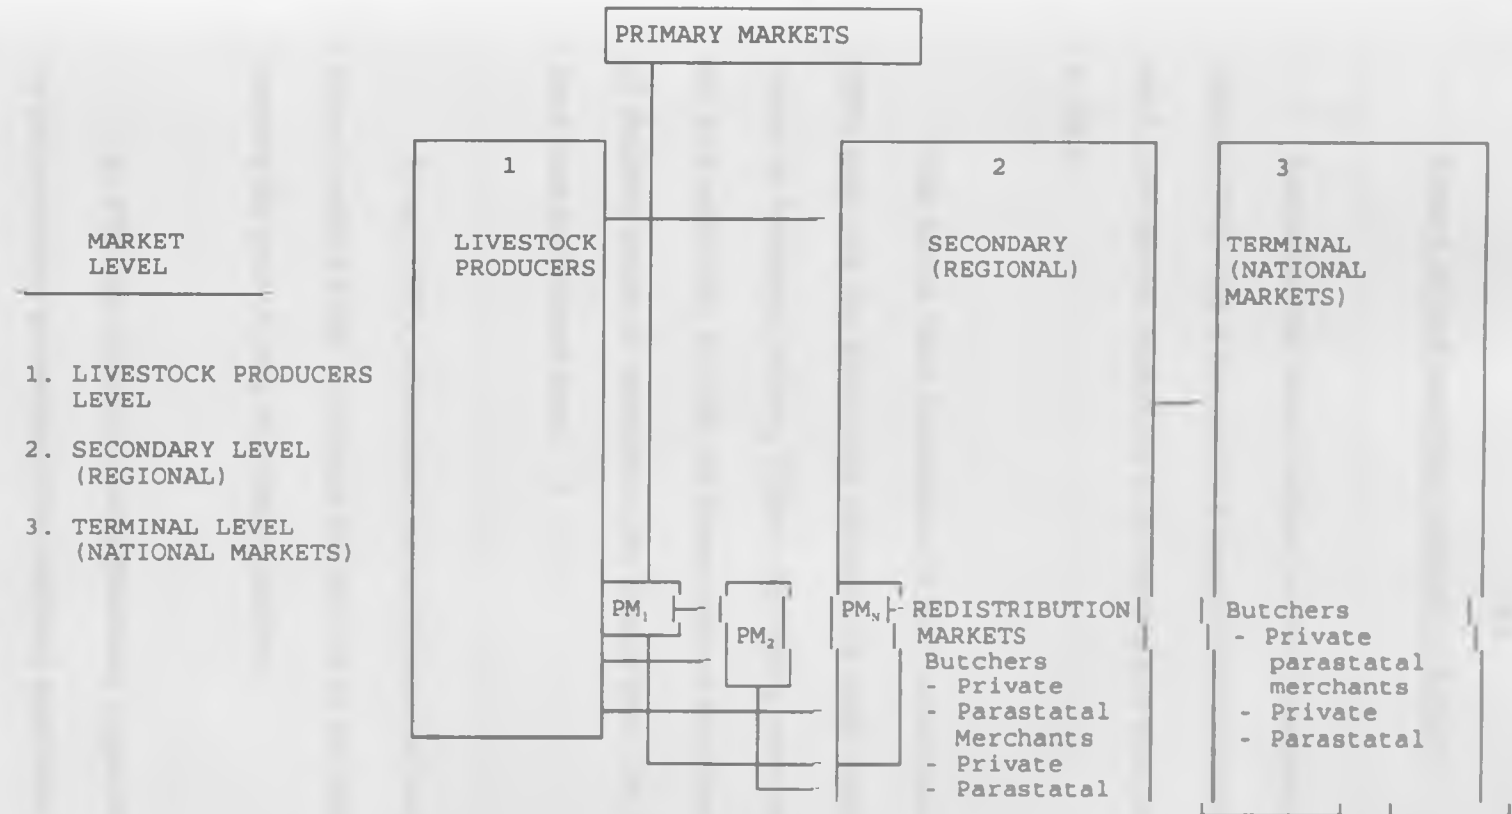 PRIMARY MARKETS
MARKET
LEVEL
1. LIVESTOCK PRODUCERS
LEVEL
2. SECONDARY LEVEL
(REGIONAL)
3. TERMINAL LEVEL
(NATIONAL MARKETS)
1
LIVESTOCK
PRODUCERS
PM₁
PM₂
PMₙ
2
SECONDARY
(REGIONAL)
REDISTRIBUTION
MARKETS
Butchers
- Private
- Parastatal
Merchants
- Private
- Parastatal
3
TERMINAL
(NATIONAL
MARKETS)
Butchers
- Private
parastatal
merchants
- Private
- Parastatal